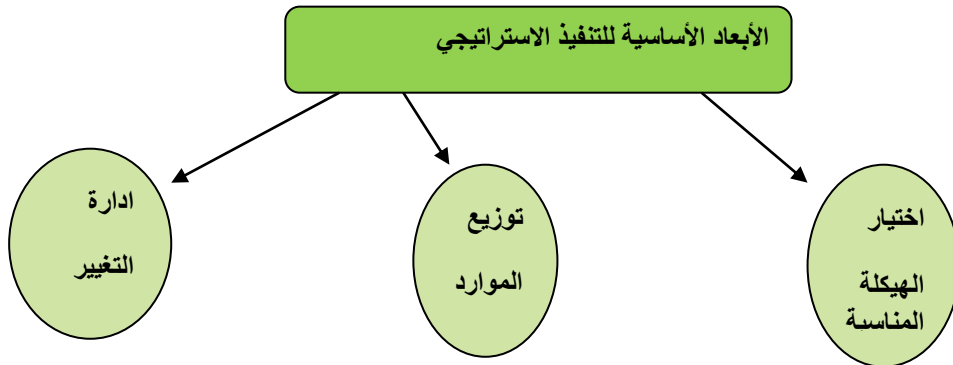 الأبعاد الأساسية للتنفيذ الاستراتيجي
اختيار
الهيكلة
المناسبة
توزيع
الموارد
ادارة
التغيير